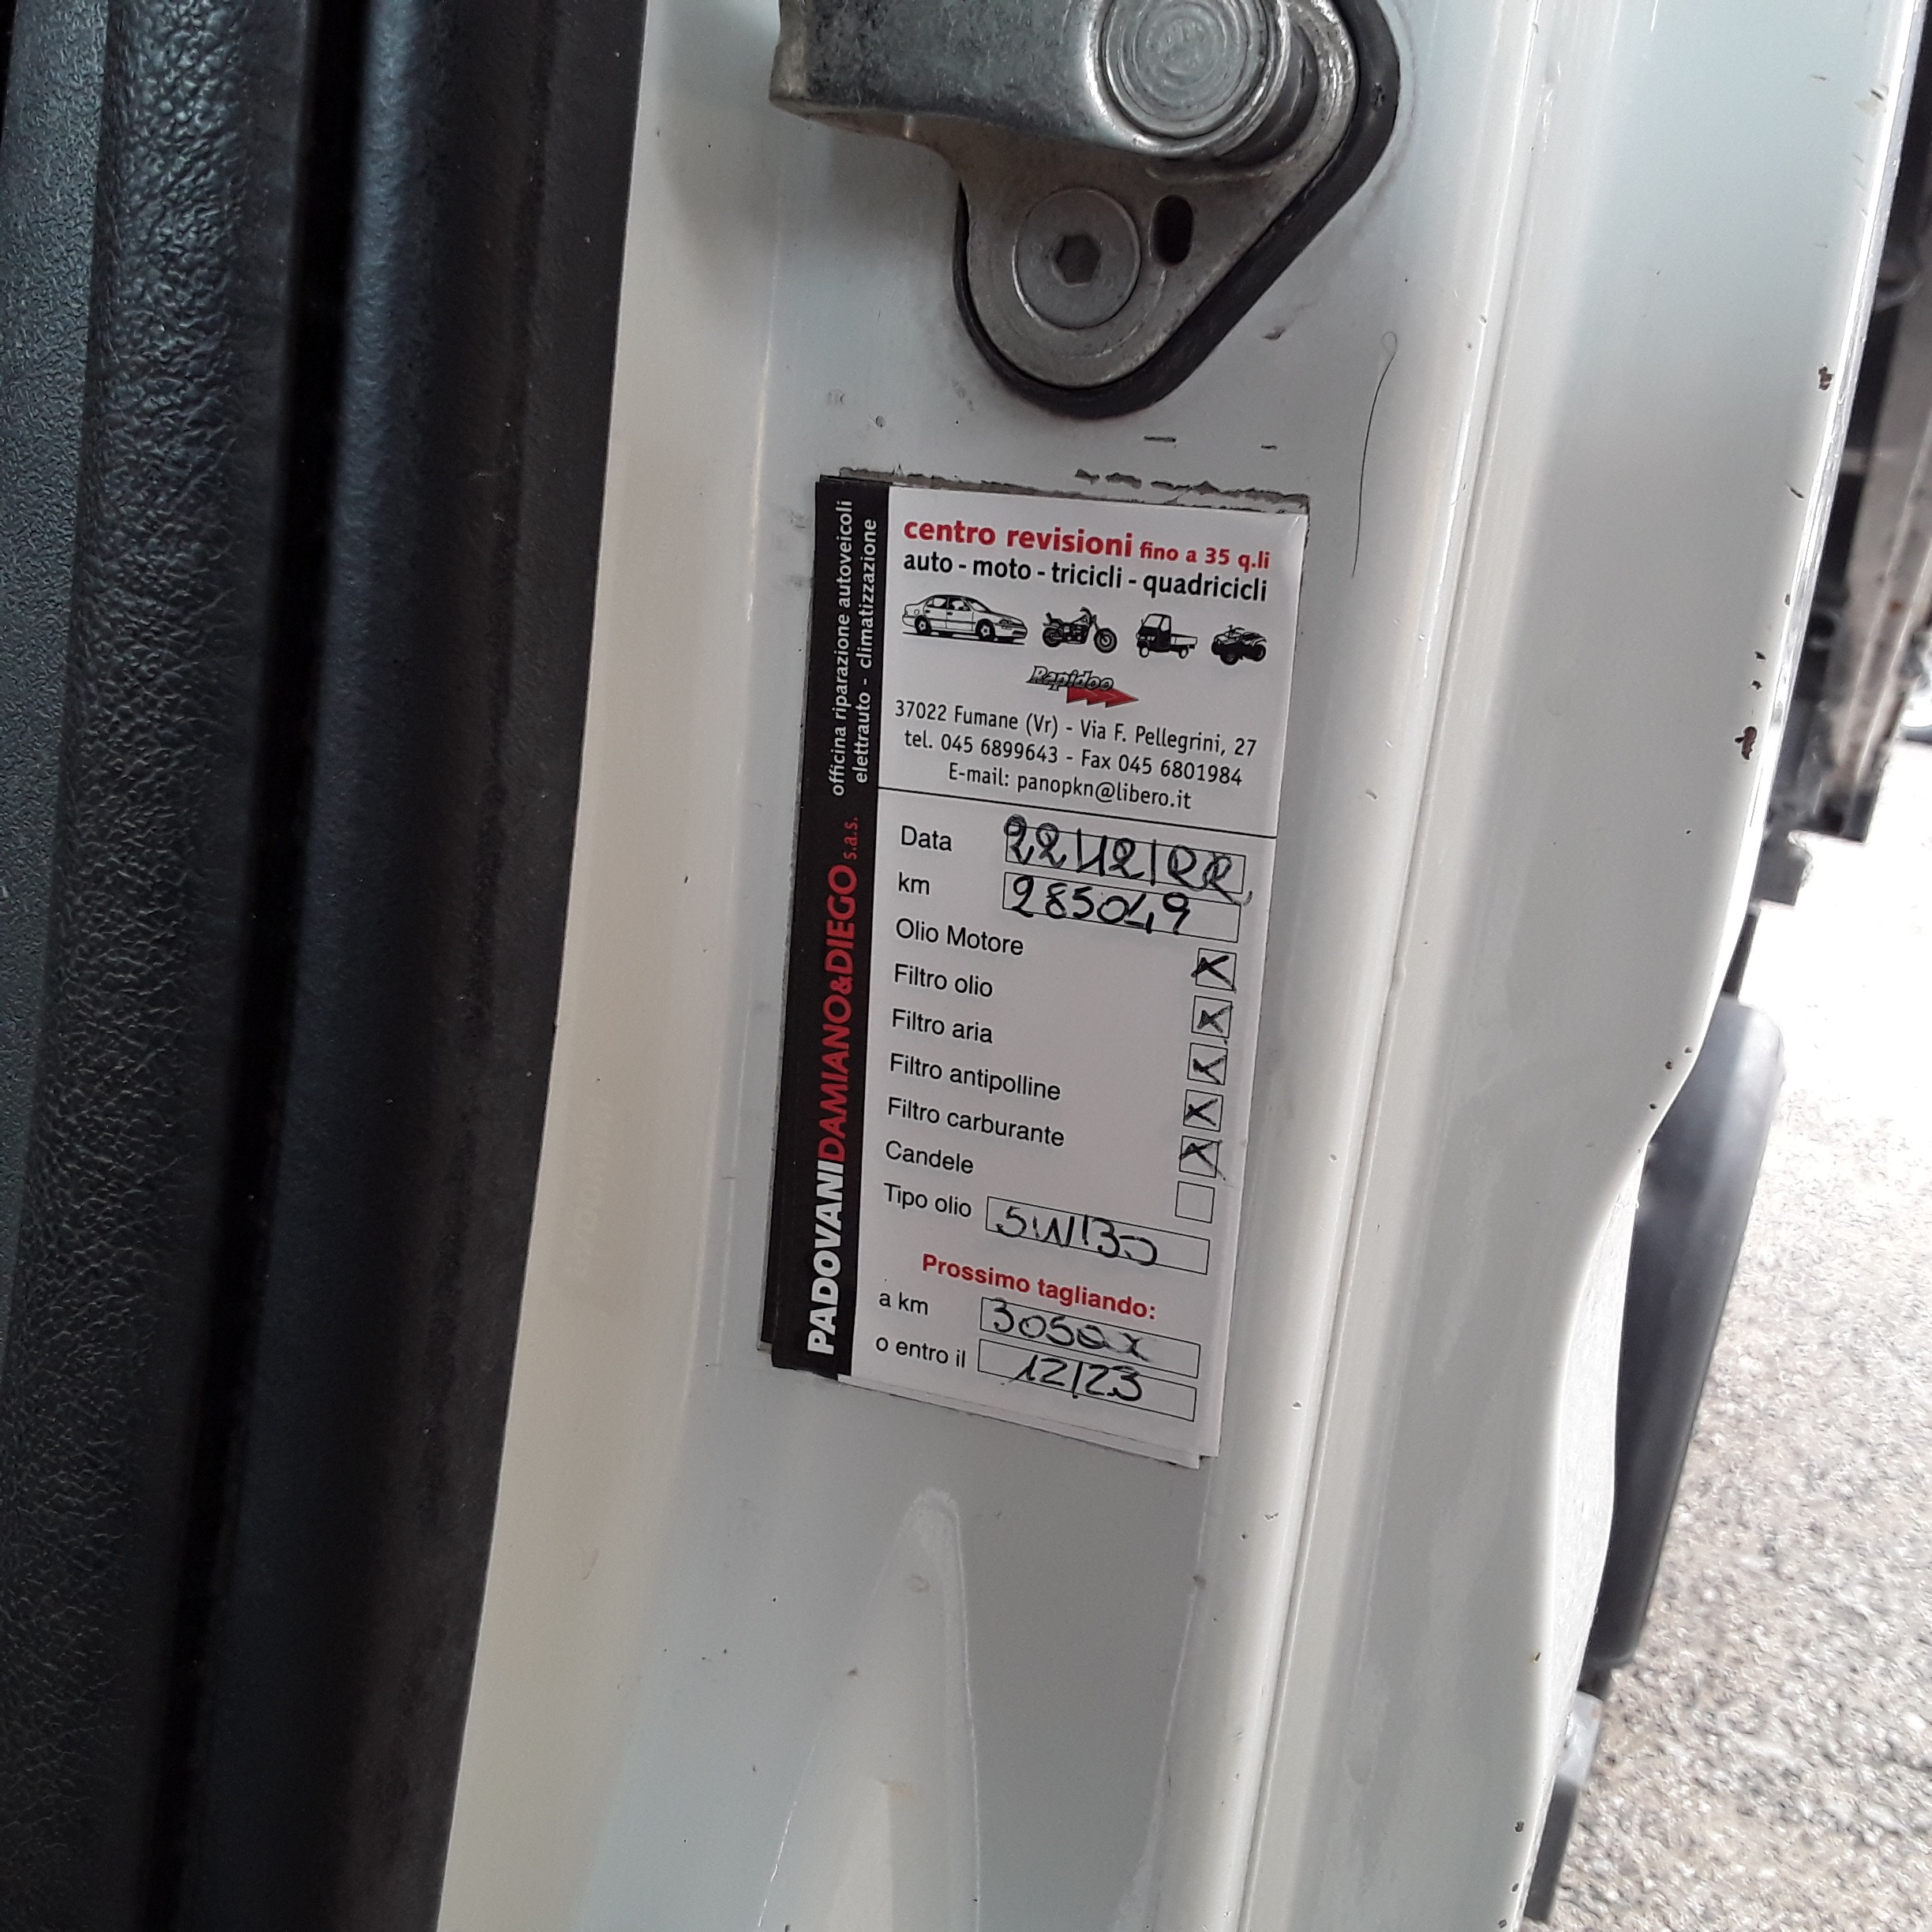 centro revisioni fino a 35 q.li
auto - moto - tricicli - quadricicli
Rapidoo
37022 Fumane (Vr) - Via F. Pellegrini, 27
tel. 045 6899643 - Fax 045 6801984
E-mail: panopkn@libero.it
officina riparazione autoveicoli
elettrauto - climatizzazione
PADOVANIDAMIANO&DIEGO s.a.s.
Data 22/12/22
km 285049
Olio Motore X
Filtro olio X
Filtro aria X
Filtro antipolline X
Filtro carburante X
Candele
Tipo olio 5W30
Prossimo tagliando:
a km
o entro il 12/23